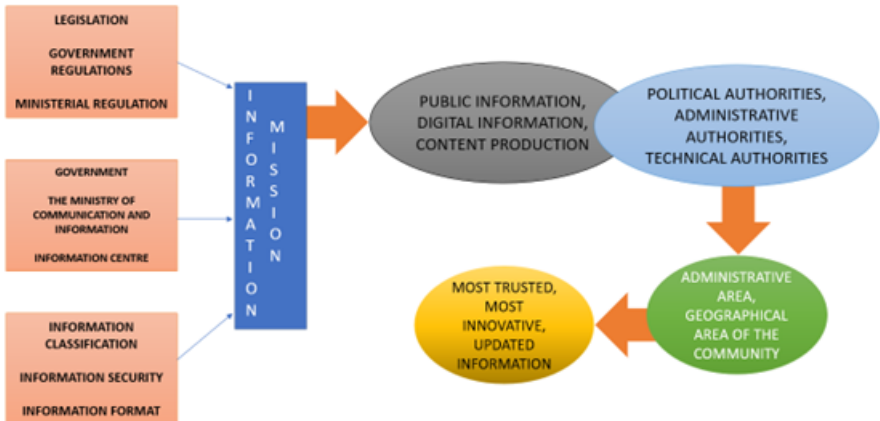 LEGISLATION
GOVERNMENT
REGULATIONS
MINISTERIAL REGULATION
GOVERNMENT
THE MINISTRY OF
COMMUNICATION AND
INFORMATION
INFORMATION CENTRE
INFORMATION
CLASSIFICATION
INFORMATION SECURITY
INFORMATION FORMAT
INFORMATION
MISSION
PUBLIC INFORMATION,
DIGITAL INFORMATION,
CONTENT PRODUCTION
POLITICAL AUTHORITIES,
ADMINISTRATIVE
AUTHORITIES,
TECHNICAL AUTHORITIES
ADMINISTRATIVE
AREA,
GEOGRAPHICAL
AREA OF THE
COMMUNITY
MOST TRUSTED,
MOST
INNOVATIVE,
UPDATED
INFORMATION